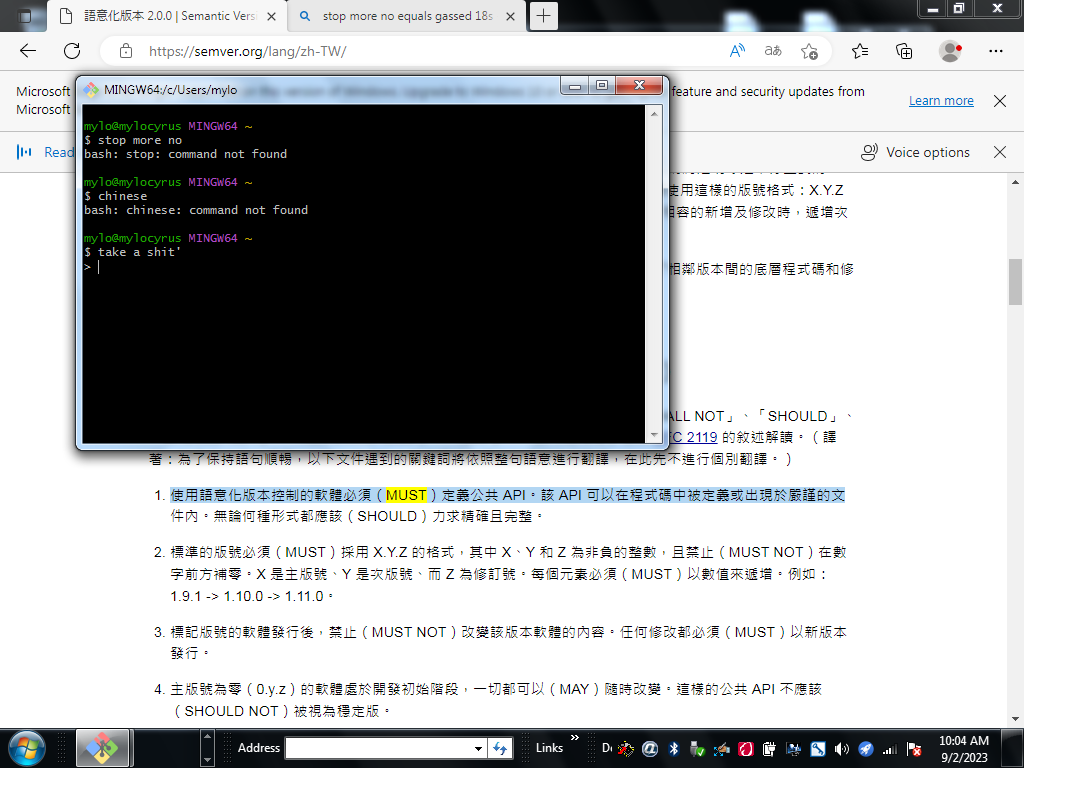 語意化版本 2.0.0 | Semantic Versi
stop more no equals gassed 18s
https://semver.org/lang/zh-TW/
Microsoft
feature and security updates from
Microsoft
Learn more
Read
Voice options
MINGW64:/c/Users/mylo
mylo@mylocyrus MINGW64 ~
$ stop more no
bash: stop: command not found
mylo@mylocyrus MINGW64 ~
$ chinese
bash: chinese: command not found
mylo@mylocyrus MINGW64 ~
$ take a shit'
>
使用這樣的版號格式：X.Y.Z
相容的新增及修改時，遞增次
相鄰版本間的底層程式碼和修
ALL NOT」、「SHOULD」、
FC 2119 的敘述解讀。（譯
著：為了保持語句順暢，以下文件遇到的關鍵詞將依照整句語意進行翻譯，在此先不進行個別翻譯。）
1. 使用語意化版本控制的軟體必須（MUST）定義公共 API。該 API 可以在程式碼中被定義或出現於嚴謹的文
件內。無論何種形式都應該（SHOULD）力求精確且完整。
2. 標準的版號必須（MUST）採用 X.Y.Z 的格式，其中 X、Y 和 Z 為非負的整數，且禁止（MUST NOT）在數
字前方補零。X 是主版號、Y 是次版號、而 Z 為修訂號。每個元素必須（MUST）以數值來遞增。例如：
1.9.1 -> 1.10.0 -> 1.11.0。
3. 標記版號的軟體發行後，禁止（MUST NOT）改變該版本軟體的內容。任何修改都必須（MUST）以新版本
發行。
4. 主版號為零（0.y.z）的軟體處於開發初始階段，一切都可以（MAY）隨時改變。這樣的公共 API 不應該
（SHOULD NOT）被視為穩定版。
Address
Links
10:04 AM
9/2/2023